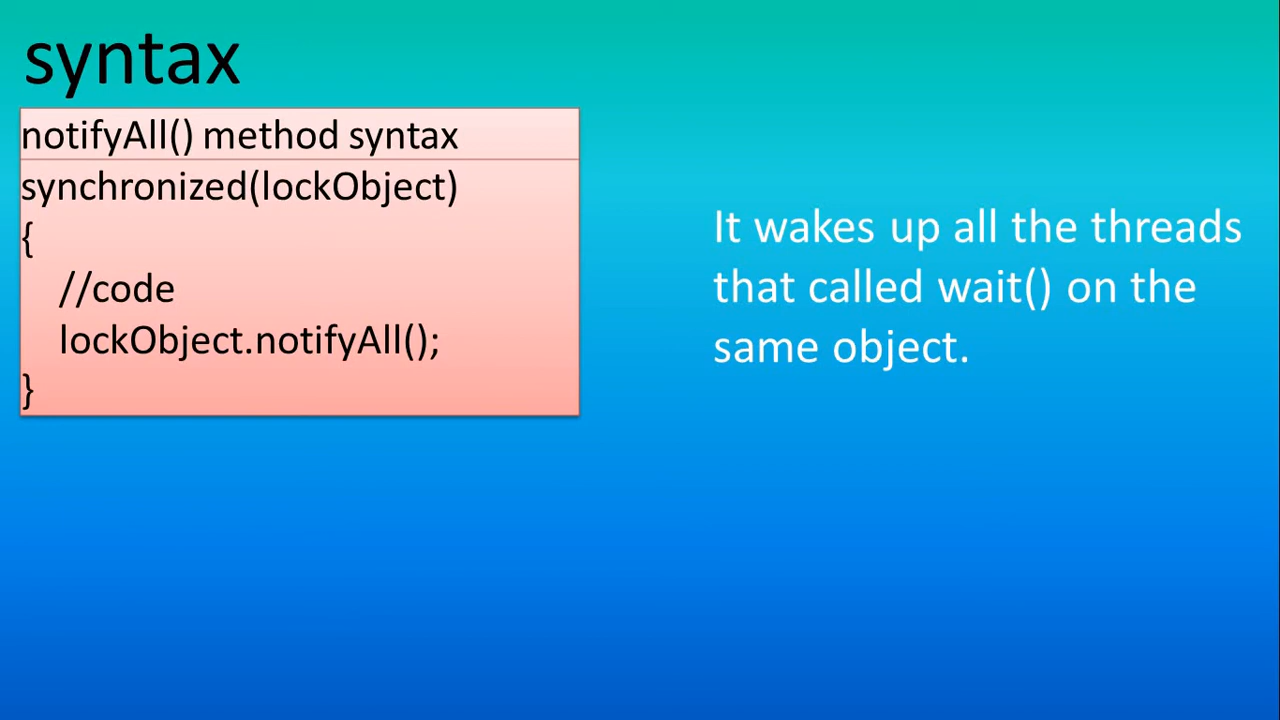 syntax
notifyAll() method syntax
synchronized(lockObject)
{
//code
lockObject.notifyAll();
}
It wakes up all the threads
that called wait() on the
same object.